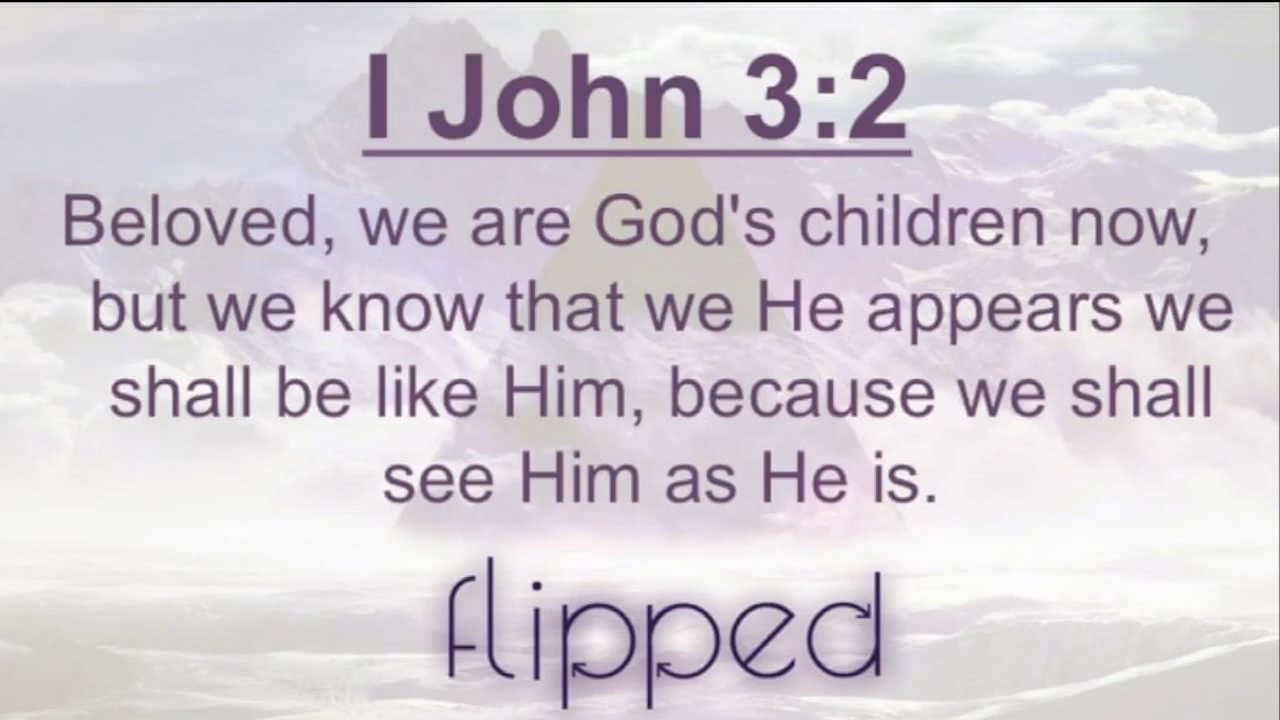 I John 3:2
Beloved, we are God's children now,
but we know that we He appears we
shall be like Him, because we shall
see Him as He is.
flipped